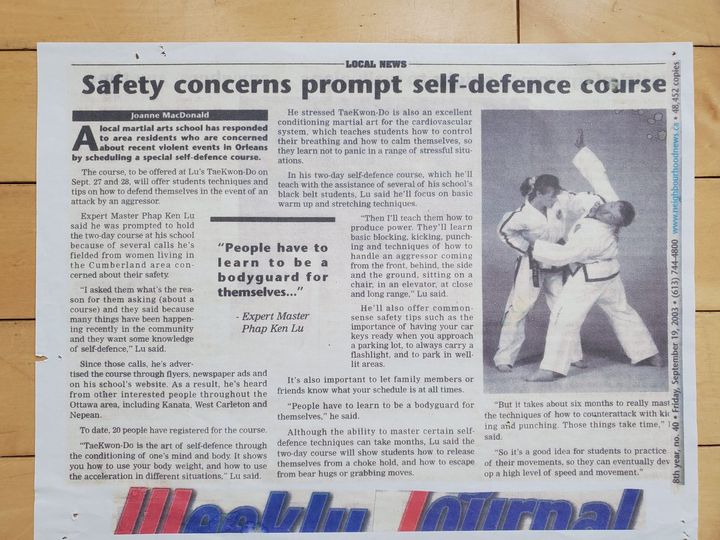 LOCAL NEWS
Safety concerns prompt self-defence course
Joanne MacDonald
A local martial arts school has responded
to area residents who are concerned
about recent violent events in Orleans
by scheduling a special self-defence course.
The course, to be offered at Lu's TaeKwon-Do on
Sept. 27 and 28, will offer students techniques and
tips on how to defend themselves in the event of an
attack by an aggressor.
Expert Master Phap Ken Lu
said he was prompted to hold
the two-day course at his school
because of several calls he's
fielded from women living in
the Cumberland area con-
cerned about their safety.
"I asked them what's the rea-
son for them asking (about a
course) and they said because
many things have been happen-
ing recently in the community
and they want some knowledge
of self-defence," Lu said.
Since those calls, he's adver-
tised the course through flyers, newspaper ads and
on his school's website. As a result, he's heard
from other interested people throughout the
Ottawa area, including Kanata, West Carleton and
Nepean.
To date, 20 people have registered for the course.
"TaeKwon-Do is the art of self-defence through
the conditioning of one's mind and body. It shows
you how to use your body weight, and how to use
the acceleration in different situations," Lu said.
He stressed TaeKwon-Do is also an excellent
conditioning martial art for the cardiovascular
system, which teaches students how to control
their breathing and how to calm themselves, so
they learn not to panic in a range of stressful situ-
ations.
In his two-day self-defence course, which he'll
teach with the assistance of several of his school's
black belt students, Lu said he'll focus on basic
warm up and stretching techniques.
"Then I'll teach them how to
produce power. They'll learn
basic blocking, kicking, punch-
ing and techniques of how to
handle an aggressor coming
from the front, behind, the side
and the ground, sitting on a
chair, in an elevator, at close
and long range," Lu said.
He'll also offer common-
sense safety tips such as the
importance of having your car
keys ready when you approach
a parking lot, to always carry a
flashlight, and to park in well-
lit areas.
It's also important to let family members or
friends know what your schedule is at all times.
"People have to learn to be a bodyguard for
themselves," he said.
Although the ability to master certain self-
defence techniques can take months, Lu said the
two-day course will show students how to release
themselves from a choke hold, and how to escape
from bear hugs or grabbing moves.
"People have to
learn to be a
bodyguard for
themselves..."
- Expert Master
Phap Ken Lu
"But it takes about six months to really mast
the techniques of how to counterattack with kic
ing and punching. Those things take time," l
said.
"So it's a good idea for students to practice
of their movements, so they can eventually dev
op a high level of speed and movement."
8th year, no. 40 • Friday, September 19, 2003 • (613) 744-4800 www.neighbourhoodnews.ca • 48,452 copies
Weekly Journal